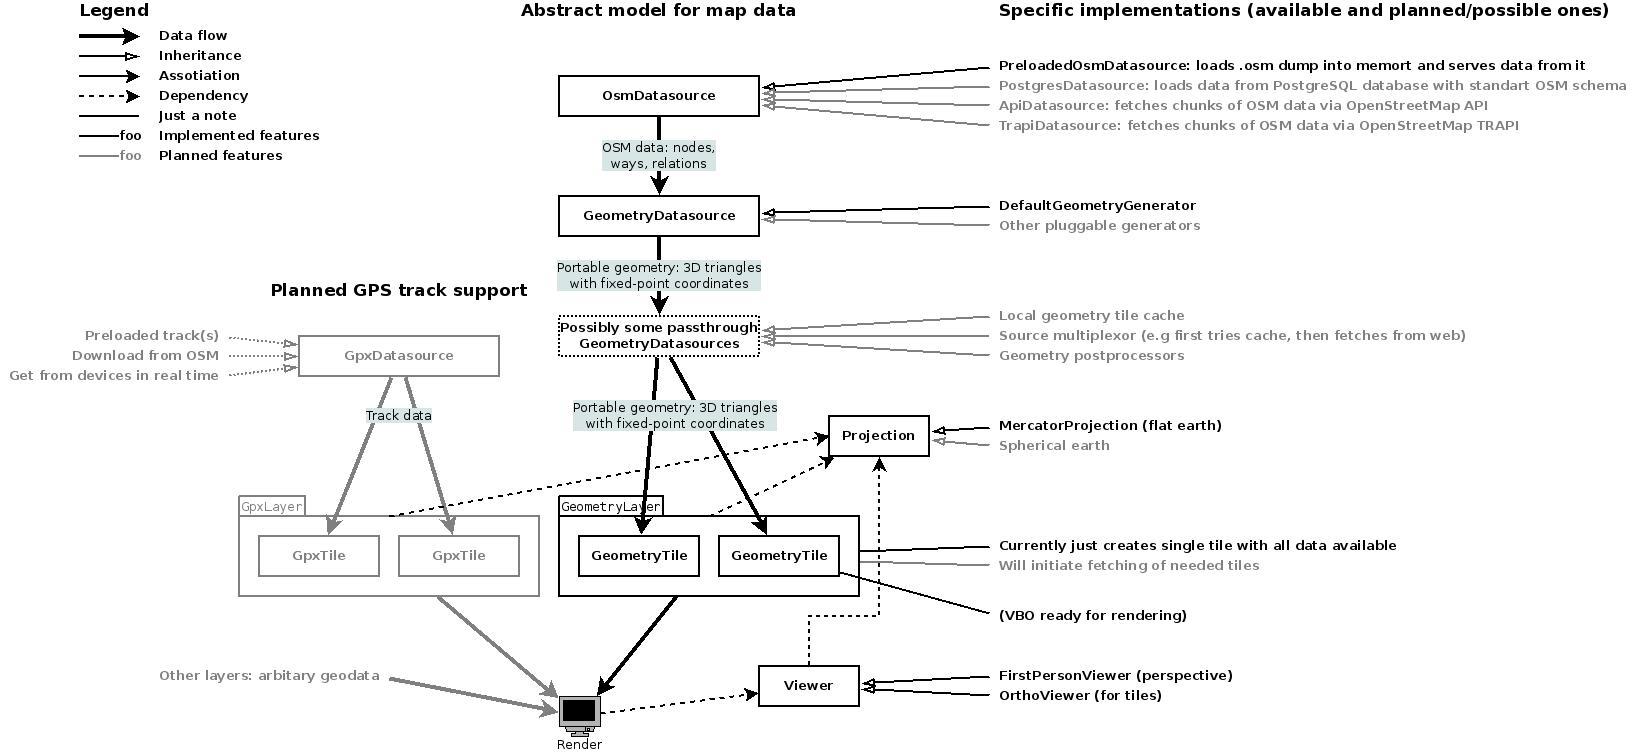 Legend
Data flow
Inheritance
Assotiation
Dependency
Just a note
foo Implemented features
foo Planned features
Abstract model for map data
Specific implementations (available and planned/possible ones)
OsmDatasource
PreloadedOsmDatasource: loads .osm dump into memort and serves data from it
PostgresDatasource: loads data from PostgreSQL database with standart OSM schema
ApiDatasource: fetches chunks of OSM data via OpenStreetMap API
TrapiDatasource: fetches chunks of OSM data via OpenStreetMap TRAPI
OSM data: nodes,
ways, relations
GeometryDatasource
DefaultGeometryGenerator
Other pluggable generators
Portable geometry: 3D triangles
with fixed-point coordinates
Possibly some passthrough
GeometryDatasources
Local geometry tile cache
Source multiplexor (e.g first tries cache, then fetches from web)
Geometry postprocessors
Planned GPS track support
Preloaded track(s)
Download from OSM
Get from devices in real time
GpxDatasource
Track data
Portable geometry: 3D triangles
with fixed-point coordinates
Projection
MercatorProjection (flat earth)
Spherical earth
GpxLayer
GpxTile
GpxTile
GeometryLayer
GeometryTile
GeometryTile
Currently just creates single tile with all data available
Will initiate fetching of needed tiles
(VBO ready for rendering)
Other layers: arbitary geodata
Viewer
FirstPersonViewer (perspective)
OrthoViewer (for tiles)
Render